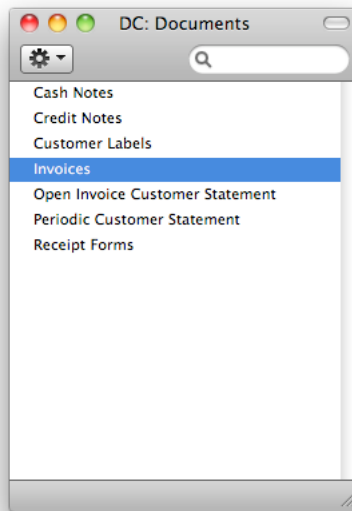 DC: Documents
Cash Notes
Credit Notes
Customer Labels
Invoices
Open Invoice Customer Statement
Periodic Customer Statement
Receipt Forms